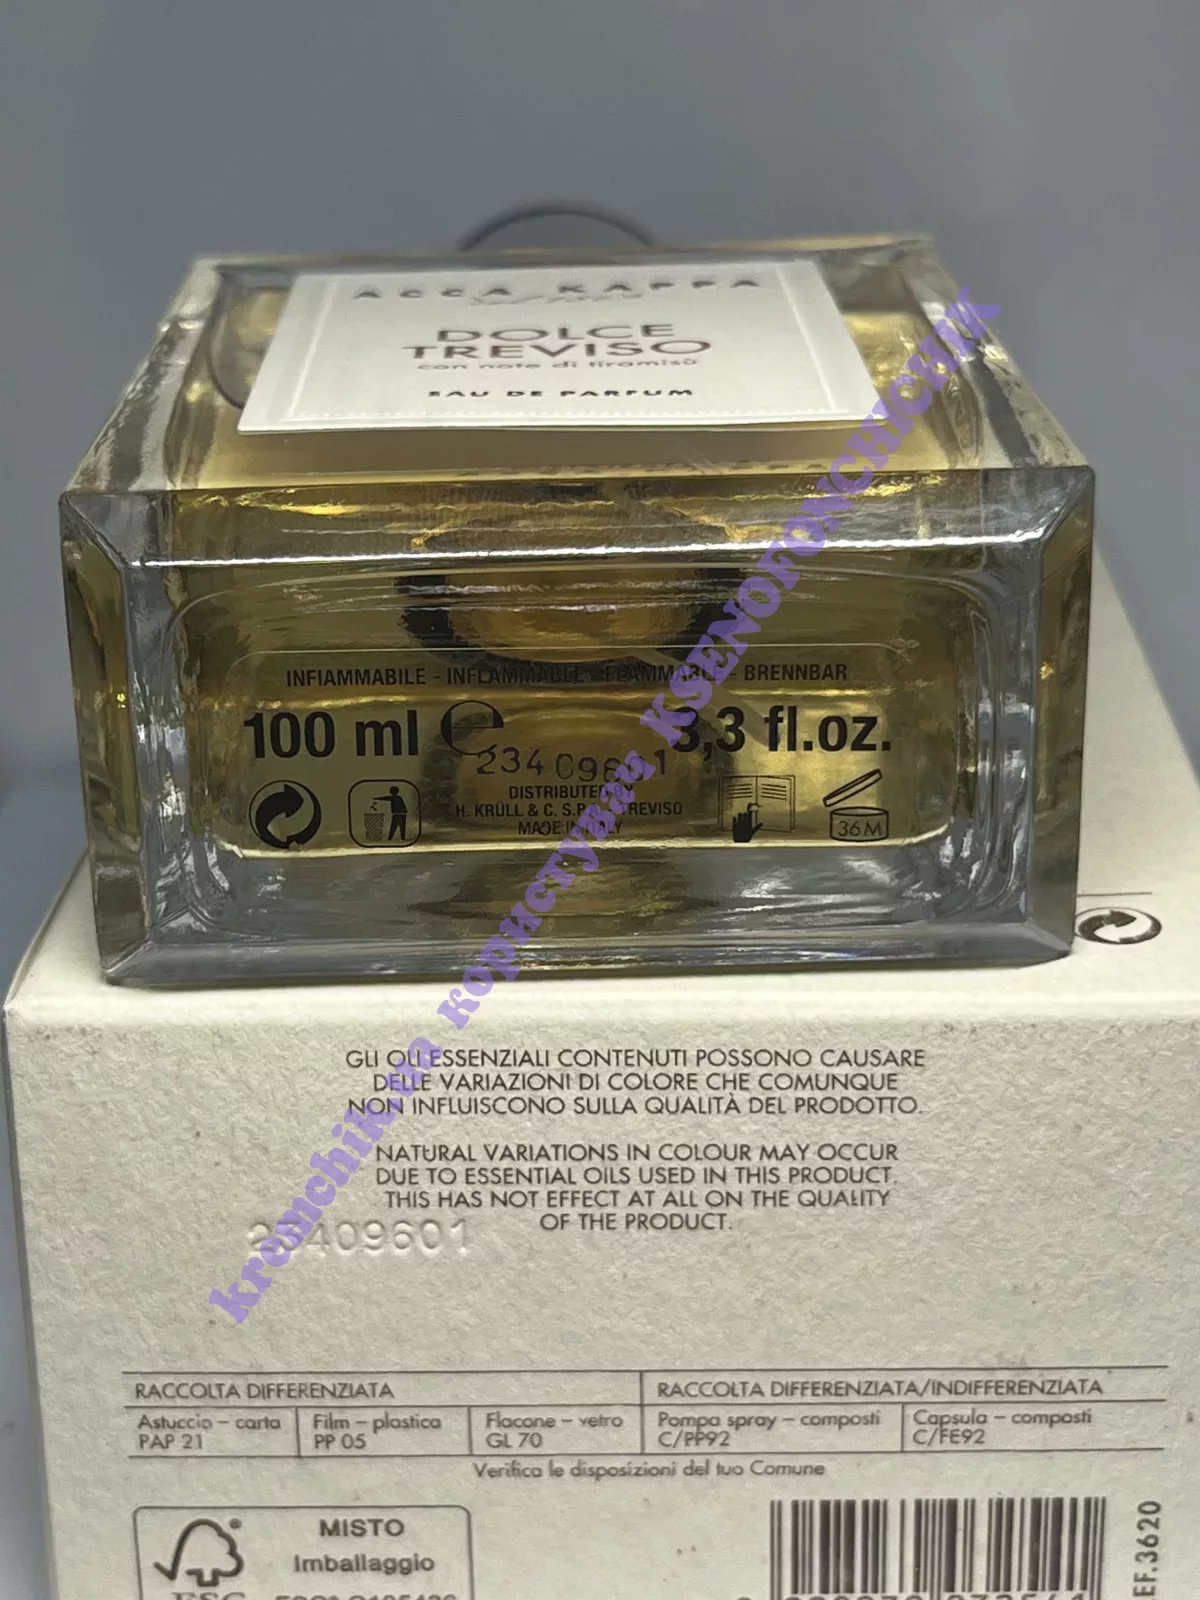 ACCA KAPPA
DOLCE
TREVISO
con note di tiramisù
EAU DE PARFUM
INFIAMMABILE - INFLAMMABLE - FLAMMABLE - BRENNBAR
100 ml ℮ 3,3 fl.oz.
23409601
DISTRIBUTED BY
H. KRÜLL & C. S.P.A. TREVISO
MADE IN ITALY
36M
kremchik.ua користувач KSENOFONCHICHIK
GLI OLI ESSENZIALI CONTENUTI POSSONO CAUSARE
DELLE VARIAZIONI DI COLORE CHE COMUNQUE
NON INFLUISCONO SULLA QUALITÀ DEL PRODOTTO.
NATURAL VARIATIONS IN COLOUR MAY OCCUR
DUE TO ESSENTIAL OILS USED IN THIS PRODUCT.
THIS HAS NOT EFFECT AT ALL ON THE QUALITY
OF THE PRODUCT.
23409601
RACCOLTA DIFFERENZIATA
RACCOLTA DIFFERENZIATA/INDIFFERENZIATA
Astuccio – carta
PAP 21
Film – plastica
PP 05
Flacone – vetro
GL 70
Pompa spray – composti
C/PP92
Capsula – composti
C/FE92
Verifica le disposizioni del tuo Comune
MISTO
Imballaggio
FSC
EF.3620